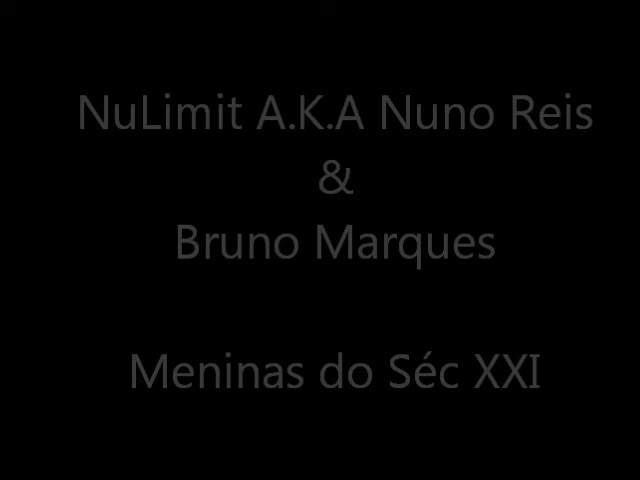 NuLimit A.K.A Nuno Reis
&
Bruno Marques
Meninas do Séc XXI